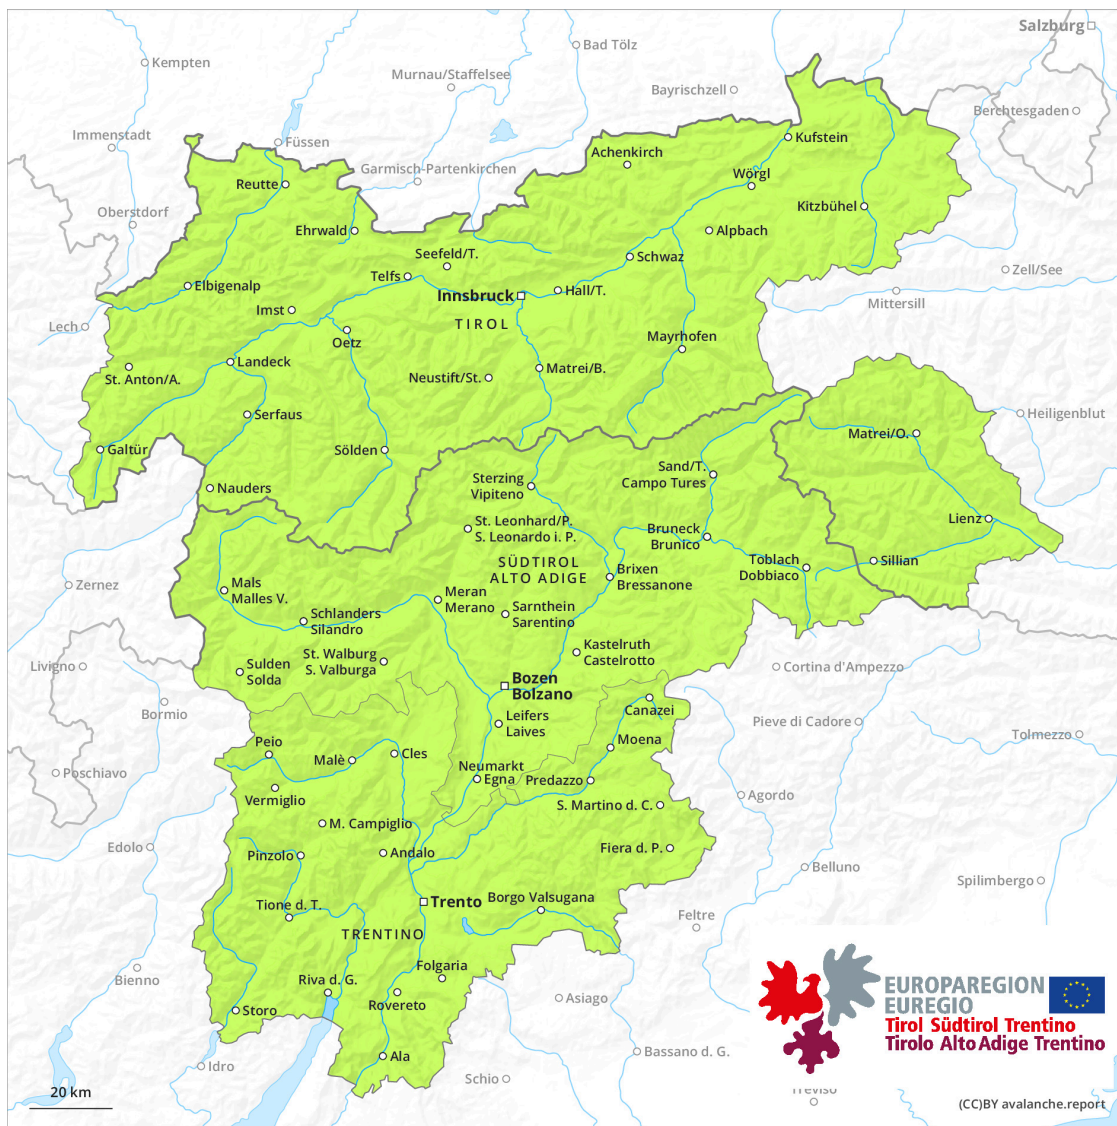 Salzburg
Bad Tölz
Kempten
Murnau/Staffelsee
Bayrischzell
Berchtesgaden
Immenstadt
Füssen
Kufstein
Achenkirch
Garmisch-Partenkirchen
Wörgl
Reutte
Oberstdorf
Kitzbühel
Ehrwald
Alpbach
Seefeld/T.
Schwaz
Zell/See
Telfs
Elbigenalp
Hall/T.
Innsbruck
Mittersill
Imst
TIROL
Lech
Oetz
Mayrhofen
Landeck
Matrei/B.
St. Anton/A.
Neustift/St.
Serfaus
Heiligenblut
Matrei/O.
Galtür
Sölden
Sand/T.
Campo Tures
Sterzing
Vipiteno
Nauders
St. Leonhard/P.
S. Leonardo i. P.
Lienz
Bruneck
Brunico
SÜDTIROL
ALTO ADIGE
Toblach
Dobbiaco
Sillian
Brixen
Bressanone
Zernez
Mals
Malles V.
Meran
Merano
Sarnthein
Sarentino
Schlanders
Silandro
Kastelruth
Castelrotto
St. Walburg
S. Valburga
Livigno
Sulden
Solda
Cortina d'Ampezzo
Bozen
Bolzano
Bormio
Canazei
Leifers
Laives
Pieve di Cadore
Tolmezzo
Peio
Moena
Cles
Malè
Poschiavo
Neumarkt
Egna
Predazzo
Vermiglio
Agordo
S. Martino d. C.
M. Campiglio
Edolo
Pinzolo
Andalo
Fiera d. P.
Belluno
Spilimbergo
Trento
Borgo Valsugana
Tione d. T.
Feltre
TRENTINO
Folgaria
Bienno
Riva d. G.
EUROPAREGION
EUREGIO
Tirol Südtirol Trentino
Tirolo Alto Adige Trentino
Asiago
Rovereto
Storo
Ala
Bassano d. G.
Idro
Schio
Treviso
20 km
(CC)BY avalanche.report